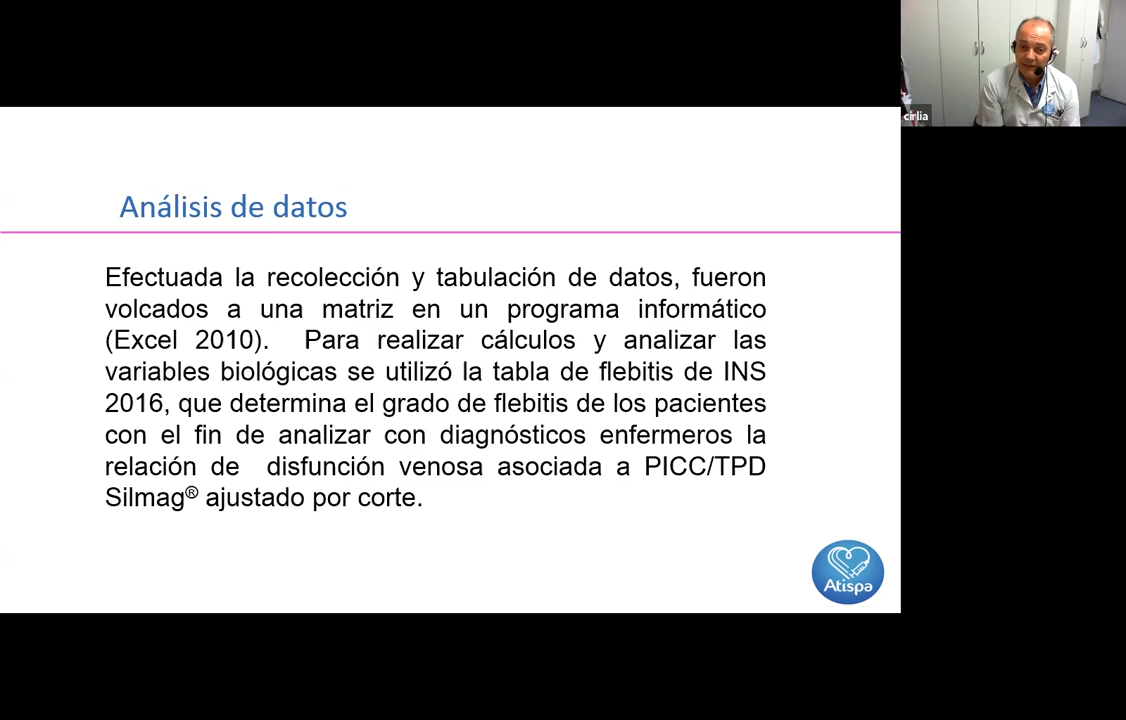 cirlia
Análisis de datos
Efectuada la recolección y tabulación de datos, fueron
volcados a una matriz en un programa informático
(Excel 2010). Para realizar cálculos y analizar las
variables biológicas se utilizó la tabla de flebitis de INS
2016, que determina el grado de flebitis de los pacientes
con el fin de analizar con diagnósticos enfermeros la
relación de disfunción venosa asociada a PICC/TPD
Silmag® ajustado por corte.
Atispa